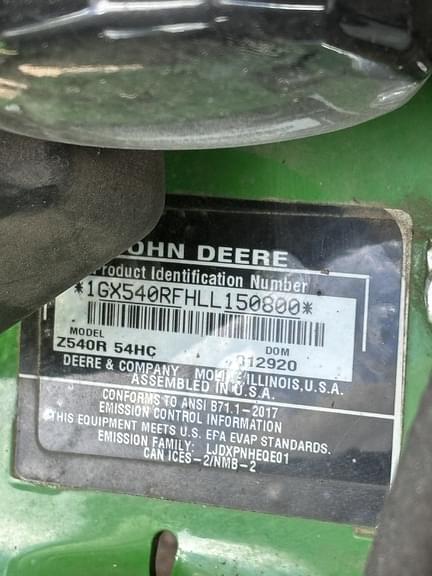 JOHN DEERE
Product Identification Number
*1GX540RFHLL150800*
MODEL DOM
Z540R 54HC 012920
DEERE & COMPANY ILLINOIS, U.S.A.
ASSEMBLED IN U.S.A.
CONFORMS TO ANSI B71.1-2017
EMISSION CONTROL INFORMATION
THIS EQUIPMENT MEETS U.S. EPA EVAP STANDARDS.
EMISSION FAMILY: LJDXPNHEQE01
CAN ICES-2/NMB-2